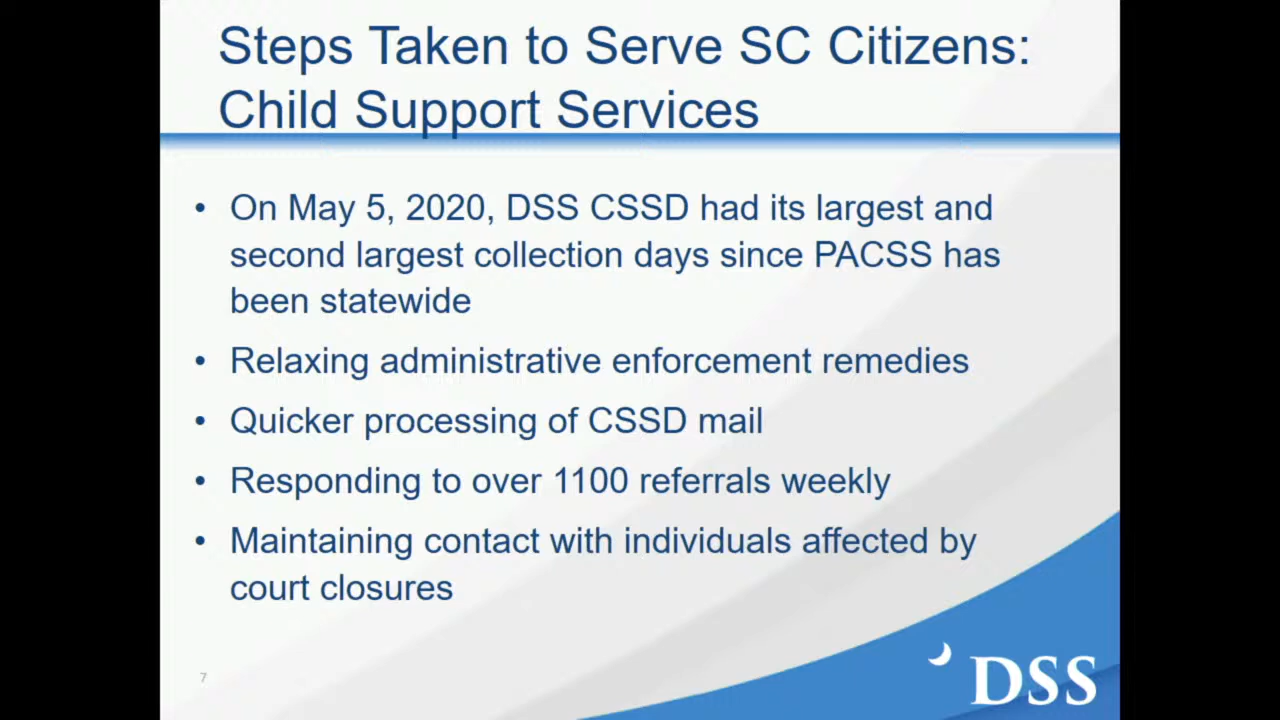 Steps Taken to Serve SC Citizens:
Child Support Services
• On May 5, 2020, DSS CSSD had its largest and
second largest collection days since PACSS has
been statewide
• Relaxing administrative enforcement remedies
• Quicker processing of CSSD mail
• Responding to over 1100 referrals weekly
• Maintaining contact with individuals affected by
court closures
7
DSS